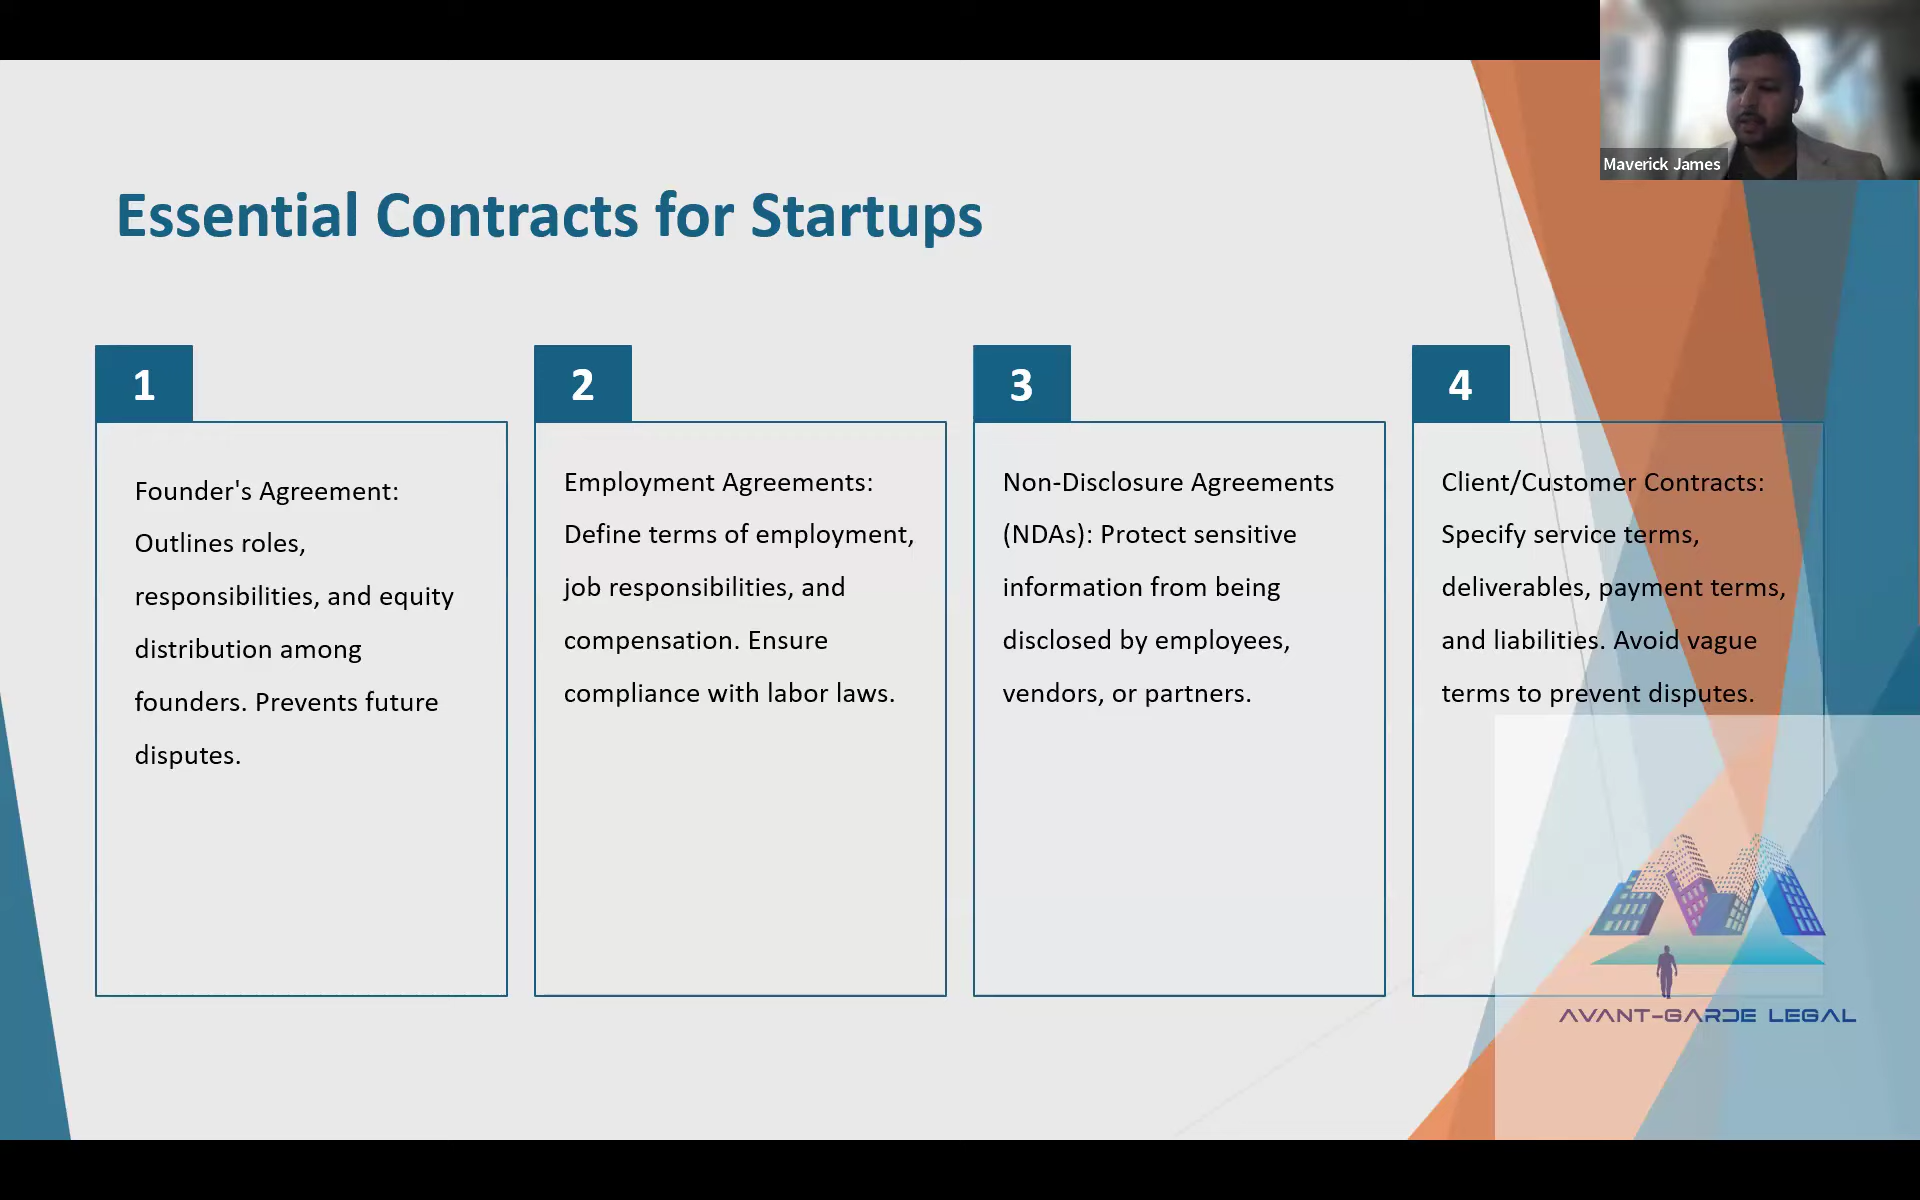 Maverick James
Essential Contracts for Startups
1
Founder's Agreement:
Outlines roles,
responsibilities, and equity
distribution among
founders. Prevents future
disputes.
2
Employment Agreements:
Define terms of employment,
job responsibilities, and
compensation. Ensure
compliance with labor laws.
3
Non-Disclosure Agreements
(NDAs): Protect sensitive
information from being
disclosed by employees,
vendors, or partners.
4
Client/Customer Contracts:
Specify service terms,
deliverables, payment terms,
and liabilities. Avoid vague
terms to prevent disputes.
AVANT-GARDE LEGAL